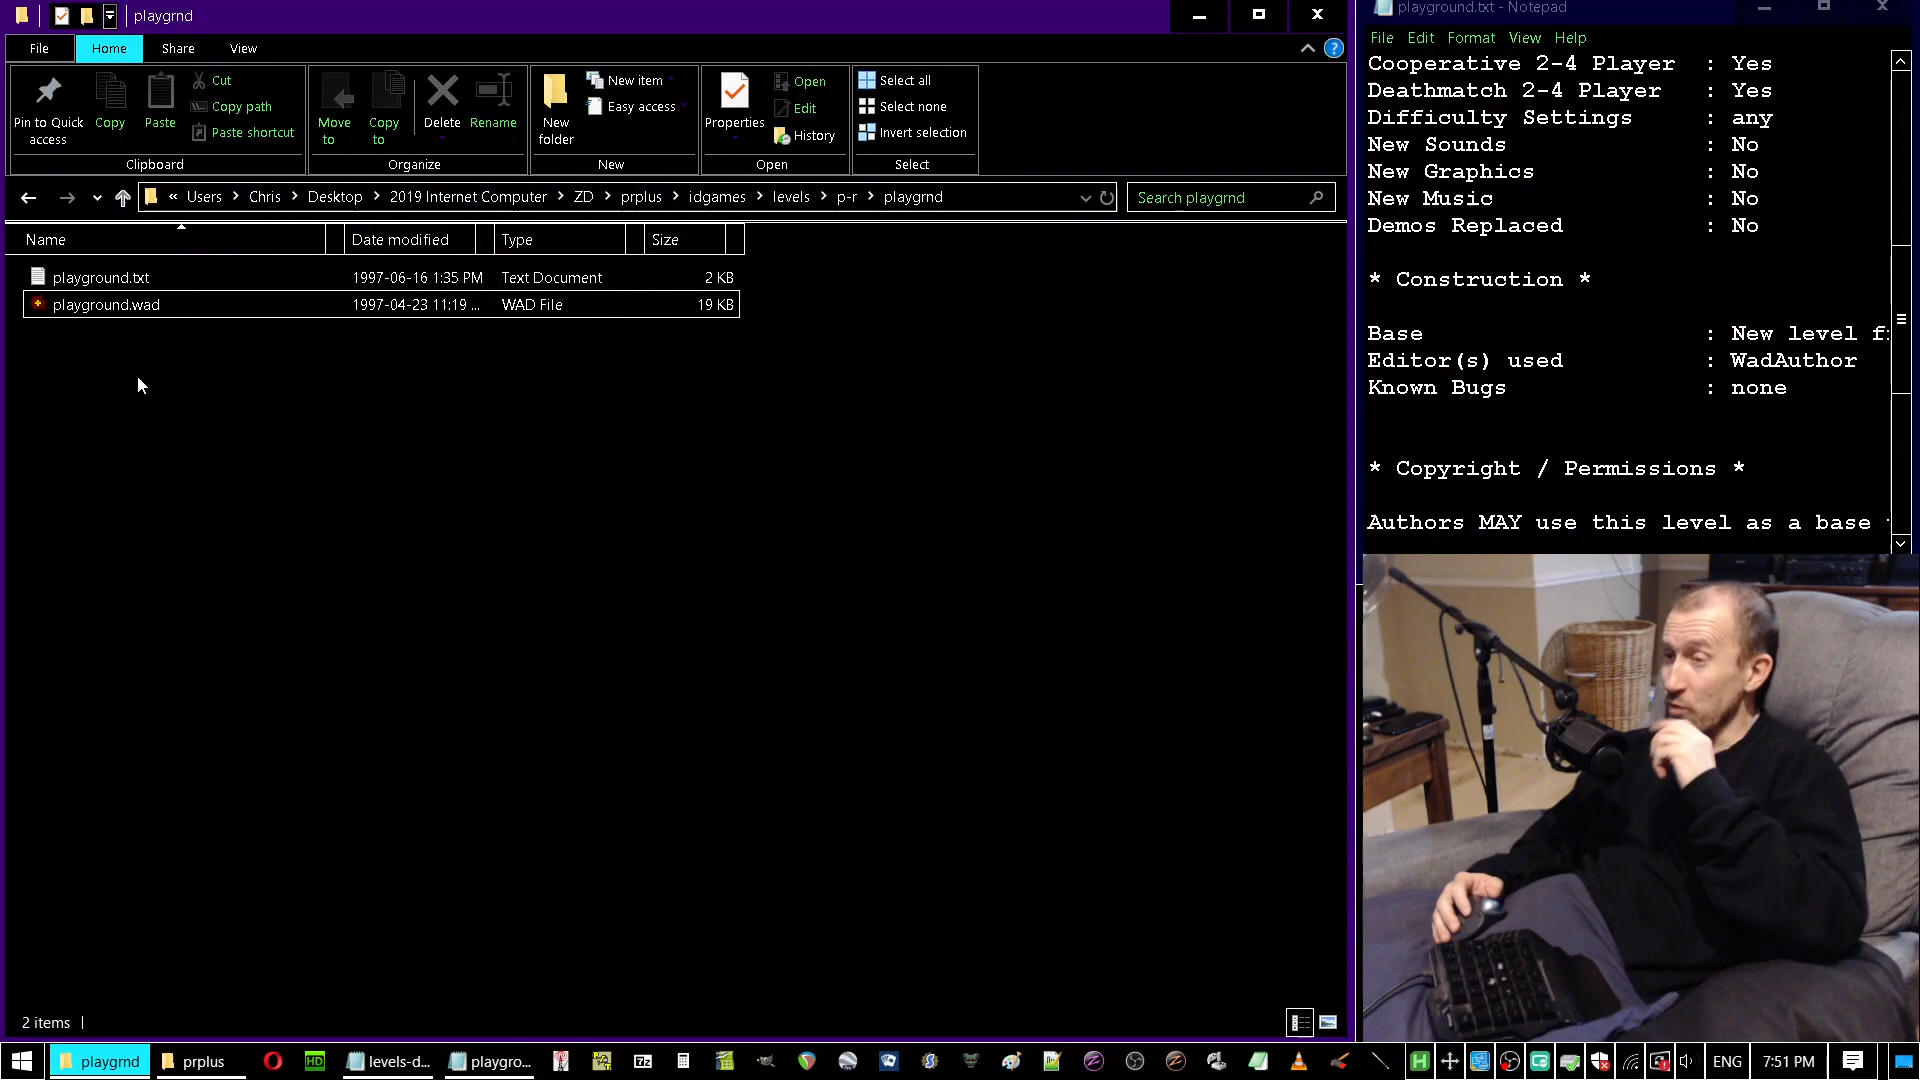 playgrnd
File Home Share View
Pin to Quick access
Copy
Paste
Cut
Copy path
Paste shortcut
Clipboard
Move to
Copy to
Delete
Rename
Organize
New folder
New item
Easy access
New
Properties
Open
Edit
History
Open
Select all
Select none
Invert selection
Select
« Users > Chris > Desktop > 2019 Internet Computer > ZD > prplus > idgames > levels > p-r > playgrnd
Search playgrnd
Name Date modified Type Size
playground.txt 1997-06-16 1:35 PM Text Document 2 KB
playground.wad 1997-04-23 11:19 ... WAD File 19 KB
2 items
playground.txt - Notepad
File Edit Format View Help
Cooperative 2-4 Player : Yes
Deathmatch 2-4 Player : Yes
Difficulty Settings : any
New Sounds : No
New Graphics : No
New Music : No
Demos Replaced : No
* Construction *
Base : New level f
Editor(s) used : WadAuthor
Known Bugs : none
* Copyright / Permissions *
Authors MAY use this level as a base
playgrnd
prplus
HD
levels-d...
playgro...
7z
ENG
7:51 PM